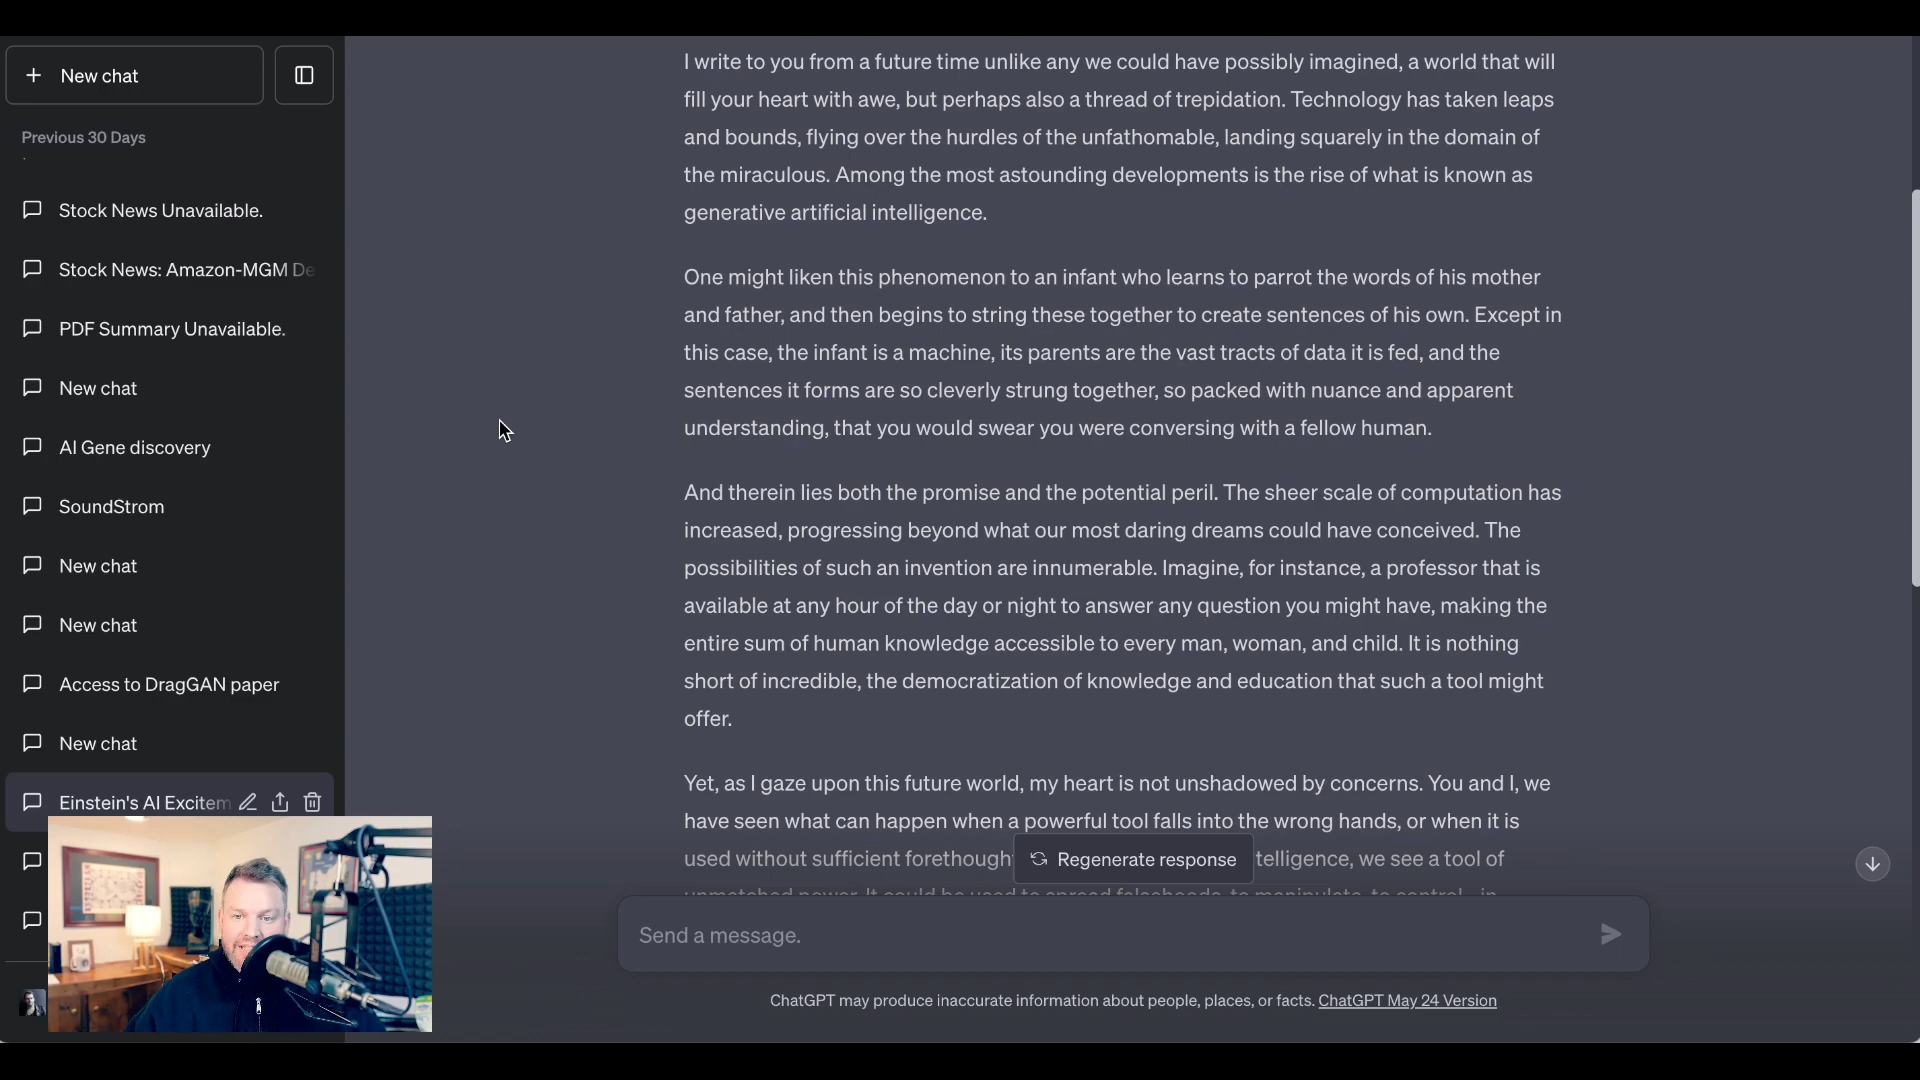 New chat
Previous 30 Days
Stock News Unavailable.
Stock News: Amazon-MGM De
PDF Summary Unavailable.
New chat
AI Gene discovery
SoundStrom
New chat
New chat
Access to DragGAN paper
New chat
Einstein's AI Excitem
I write to you from a future time unlike any we could have possibly imagined, a world that will
fill your heart with awe, but perhaps also a thread of trepidation. Technology has taken leaps
and bounds, flying over the hurdles of the unfathomable, landing squarely in the domain of
the miraculous. Among the most astounding developments is the rise of what is known as
generative artificial intelligence.
One might liken this phenomenon to an infant who learns to parrot the words of his mother
and father, and then begins to string these together to create sentences of his own. Except in
this case, the infant is a machine, its parents are the vast tracts of data it is fed, and the
sentences it forms are so cleverly strung together, so packed with nuance and apparent
understanding, that you would swear you were conversing with a fellow human.
And therein lies both the promise and the potential peril. The sheer scale of computation has
increased, progressing beyond what our most daring dreams could have conceived. The
possibilities of such an invention are innumerable. Imagine, for instance, a professor that is
available at any hour of the day or night to answer any question you might have, making the
entire sum of human knowledge accessible to every man, woman, and child. It is nothing
short of incredible, the democratization of knowledge and education that such a tool might
offer.
Yet, as I gaze upon this future world, my heart is not unshadowed by concerns. You and I, we
have seen what can happen when a powerful tool falls into the wrong hands, or when it is
used without sufficient forethough
telligence, we see a tool of
unmatched power. It could be used to spread falsehoods, to manipulate, to control - in
Regenerate response
Send a message.
ChatGPT may produce inaccurate information about people, places, or facts. ChatGPT May 24 Version